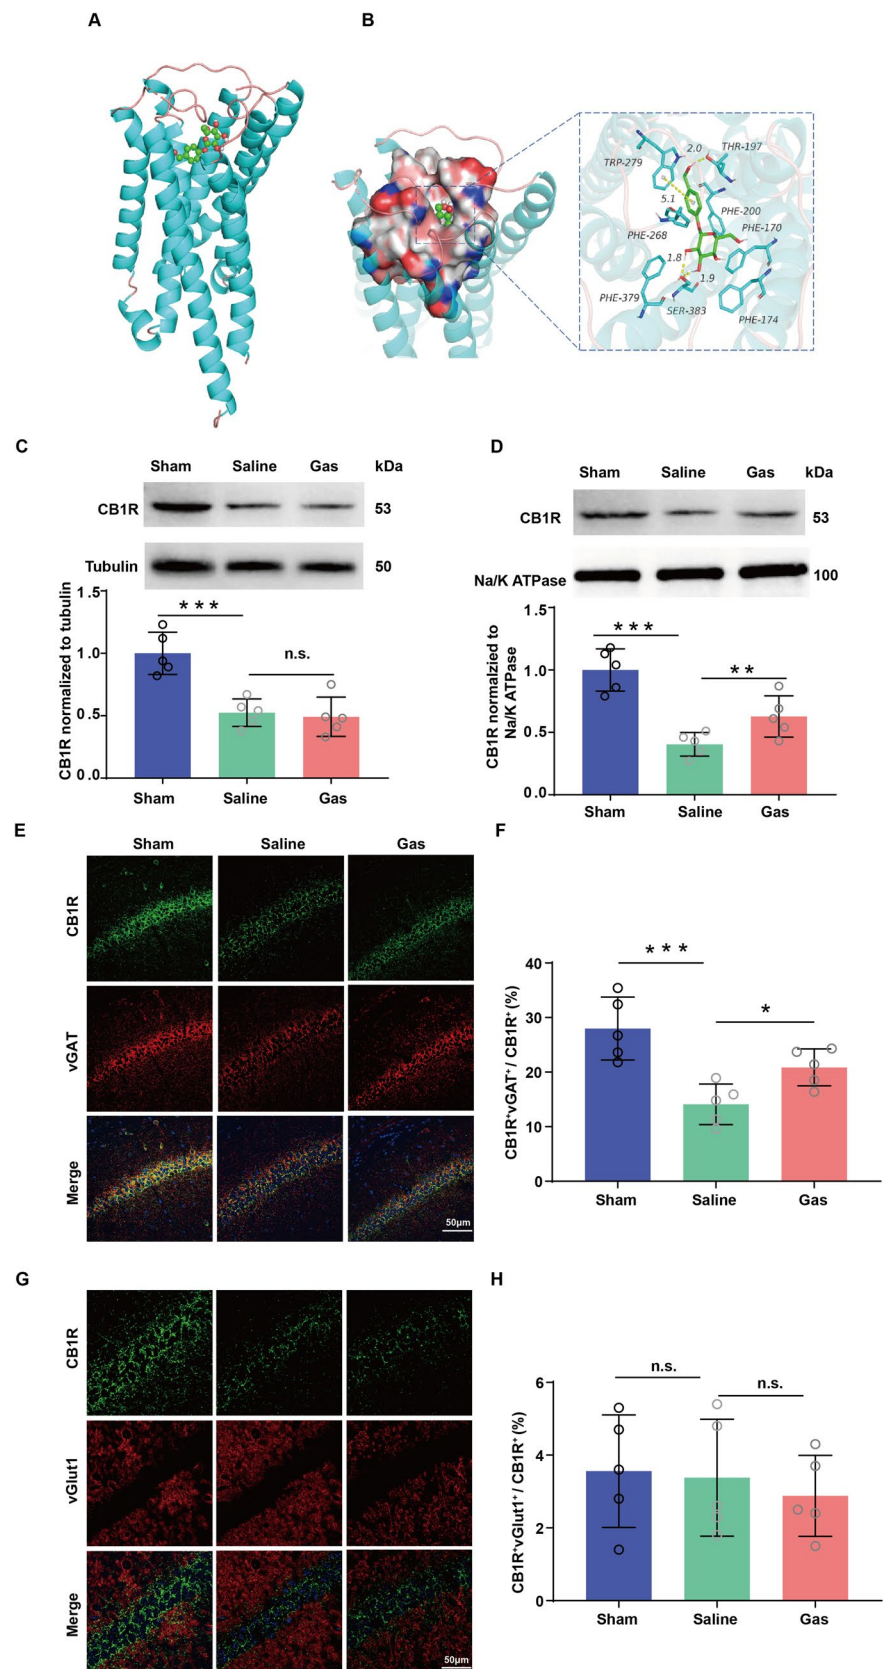 A
B
2.0
THR-197
TRP-279
5.1
PHE-200
PHE-268
PHE-170
1.8
1.9
PHE-379
SER-383
PHE-174
C
Sham Saline Gas kDa
CB1R 53
Tubulin 50
CB1R normalized to tubulin
1.5
1.0
0.5
0.0
***
n.s.
Sham Saline Gas
D
Sham Saline Gas kDa
CB1R 53
Na/K ATPase 100
CB1R normalzied to
Na/K ATPase
1.5
1.0
0.5
0.0
***
**
Sham Saline Gas
E
Sham Saline Gas
CB1R
vGAT
Merge
50μm
F
CB1R⁺vGAT⁺ / CB1R⁺ (%)
40
30
20
10
0
***
*
Sham Saline Gas
G
CB1R
vGlut1
Merge
50μm
H
CB1R⁺vGlut1⁺ / CB1R⁺ (%)
6
4
2
0
n.s.
n.s.
Sham Saline Gas